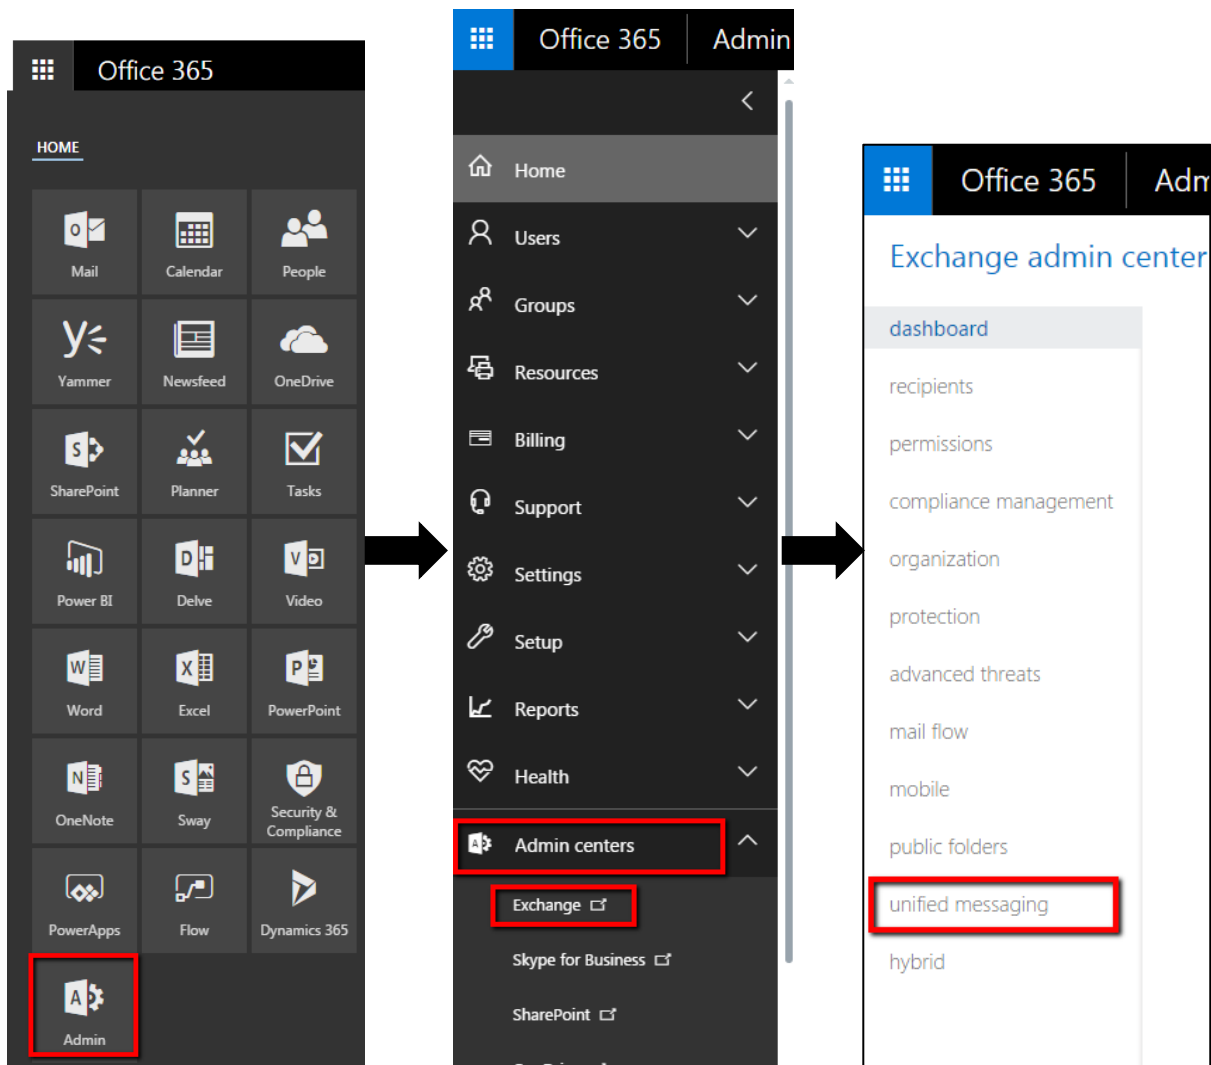 Office 365
HOME
Mail
Calendar
People
Yammer
Newsfeed
OneDrive
SharePoint
Planner
Tasks
Power BI
Delve
Video
Word
Excel
PowerPoint
OneNote
Sway
Security &
Compliance
PowerApps
Flow
Dynamics 365
Admin
Office 365
Admin
Home
Users
Groups
Resources
Billing
Support
Settings
Setup
Reports
Health
Admin centers
Exchange
Skype for Business
SharePoint
Office 365
Exchange admin center
dashboard
recipients
permissions
compliance management
organization
protection
advanced threats
mail flow
mobile
public folders
unified messaging
hybrid